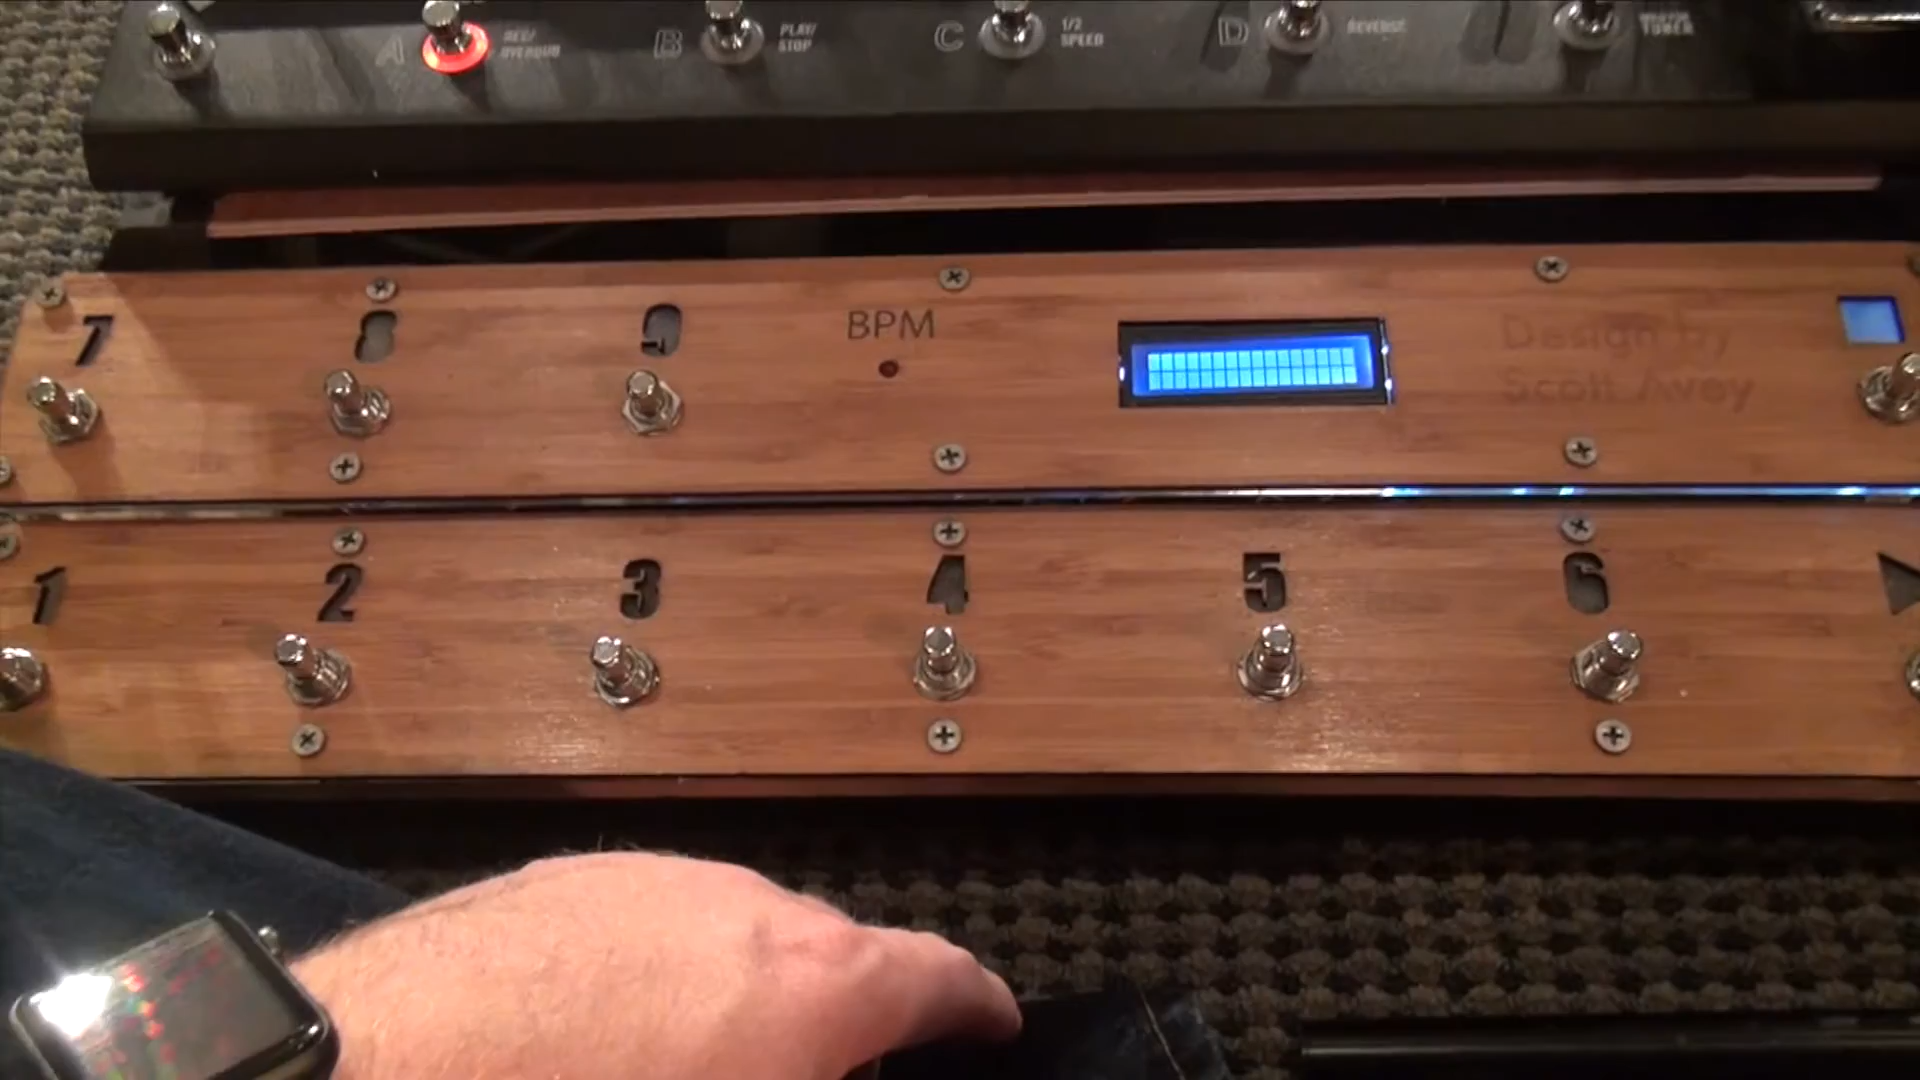 A REC/
OVERDUB
B PLAY/
STOP
C 1/2
SPEED
D REVERSE
TUNER
7
8
9
BPM
Design by
Scott Avey
1
2
3
4
5
6